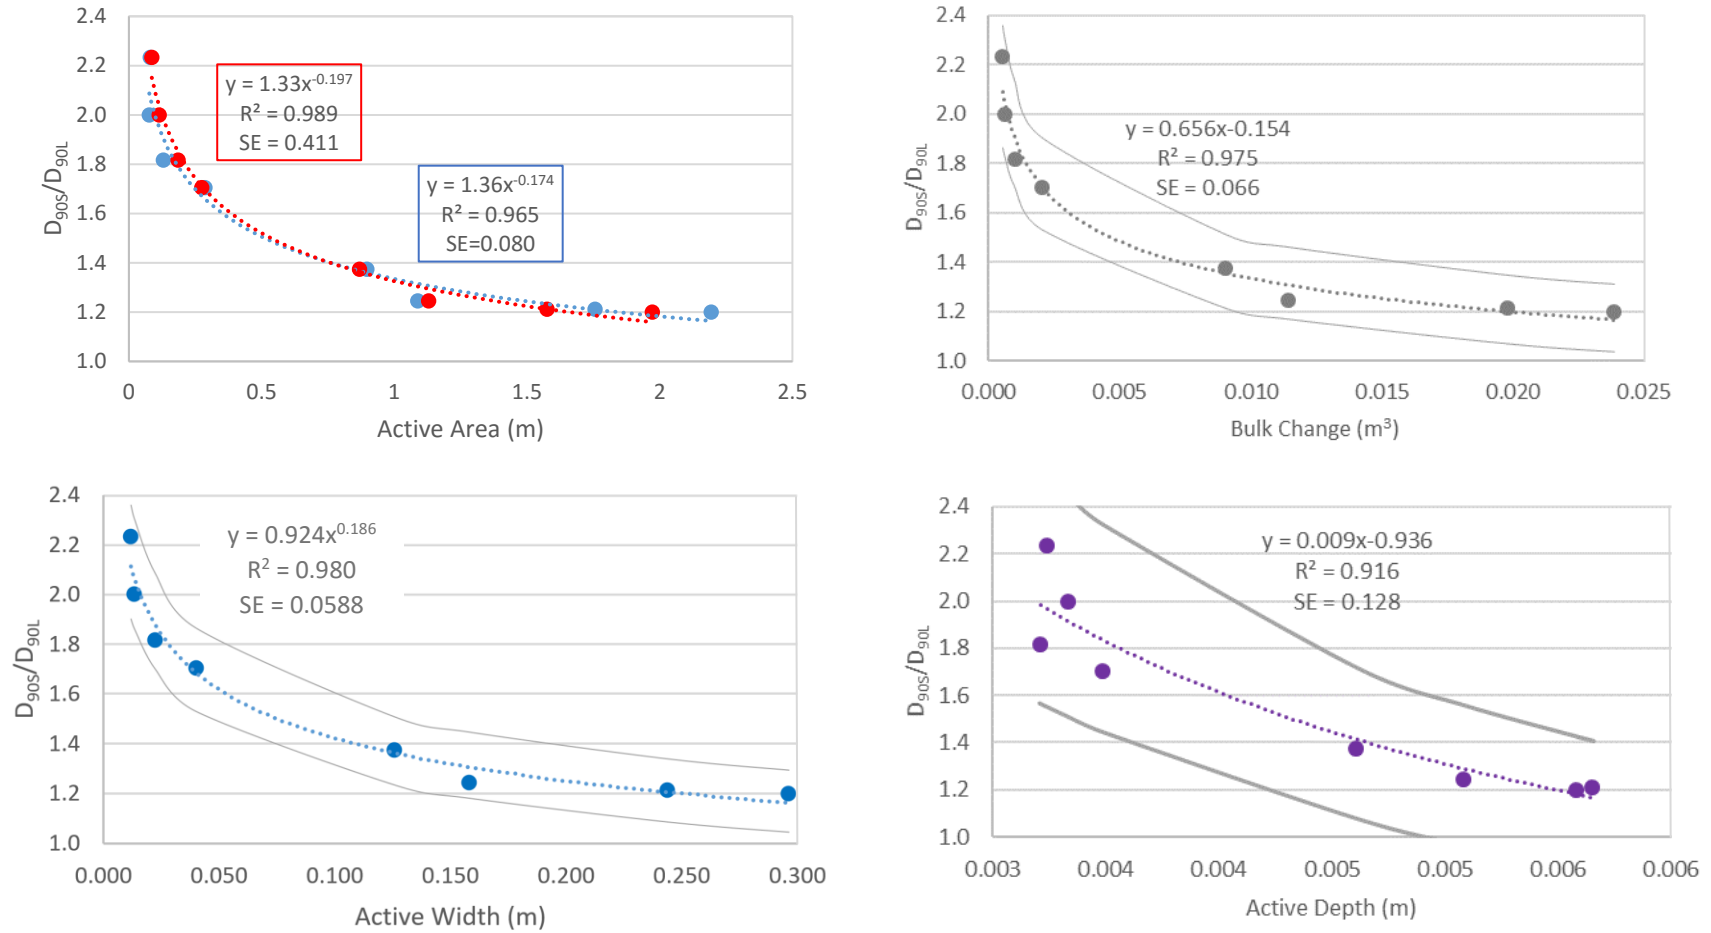 2.4
2.2
2.0
1.8
1.6
1.4
1.2
1.0
D90S/D90L
y = 1.33x-0.197
R² = 0.989
SE = 0.411
y = 1.36x-0.174
R² = 0.965
SE=0.080
0 0.5 1 1.5 2 2.5
Active Area (m)
2.4
2.2
2.0
1.8
1.6
1.4
1.2
1.0
D90S/D90L
y = 0.656x-0.154
R² = 0.975
SE = 0.066
0.000 0.005 0.010 0.015 0.020 0.025
Bulk Change (m³)
2.4
2.2
2.0
1.8
1.6
1.4
1.2
1.0
D90S/D90L
y = 0.924x0.186
R² = 0.980
SE = 0.0588
0.000 0.050 0.100 0.150 0.200 0.250 0.300
Active Width (m)
2.4
2.2
2.0
1.8
1.6
1.4
1.2
1.0
D90S/D90L
y = 0.009x-0.936
R² = 0.916
SE = 0.128
0.003 0.004 0.004 0.005 0.005 0.006 0.006
Active Depth (m)